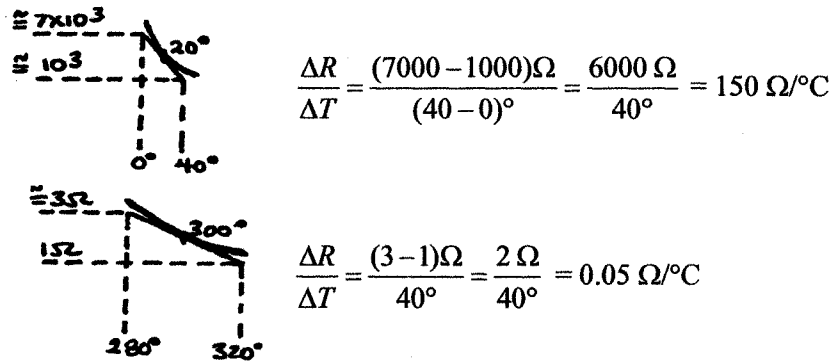 ≅ 7x10³
≅ 10³
20°
0° 40°
ΔR/ΔT = (7000 – 1000)Ω/(40 – 0)° = 6000 Ω/40° = 150 Ω/°C
≅ 3Ω
1Ω
300°
280° 320°
ΔR/ΔT = (3 – 1)Ω/40° = 2 Ω/40° = 0.05 Ω/°C